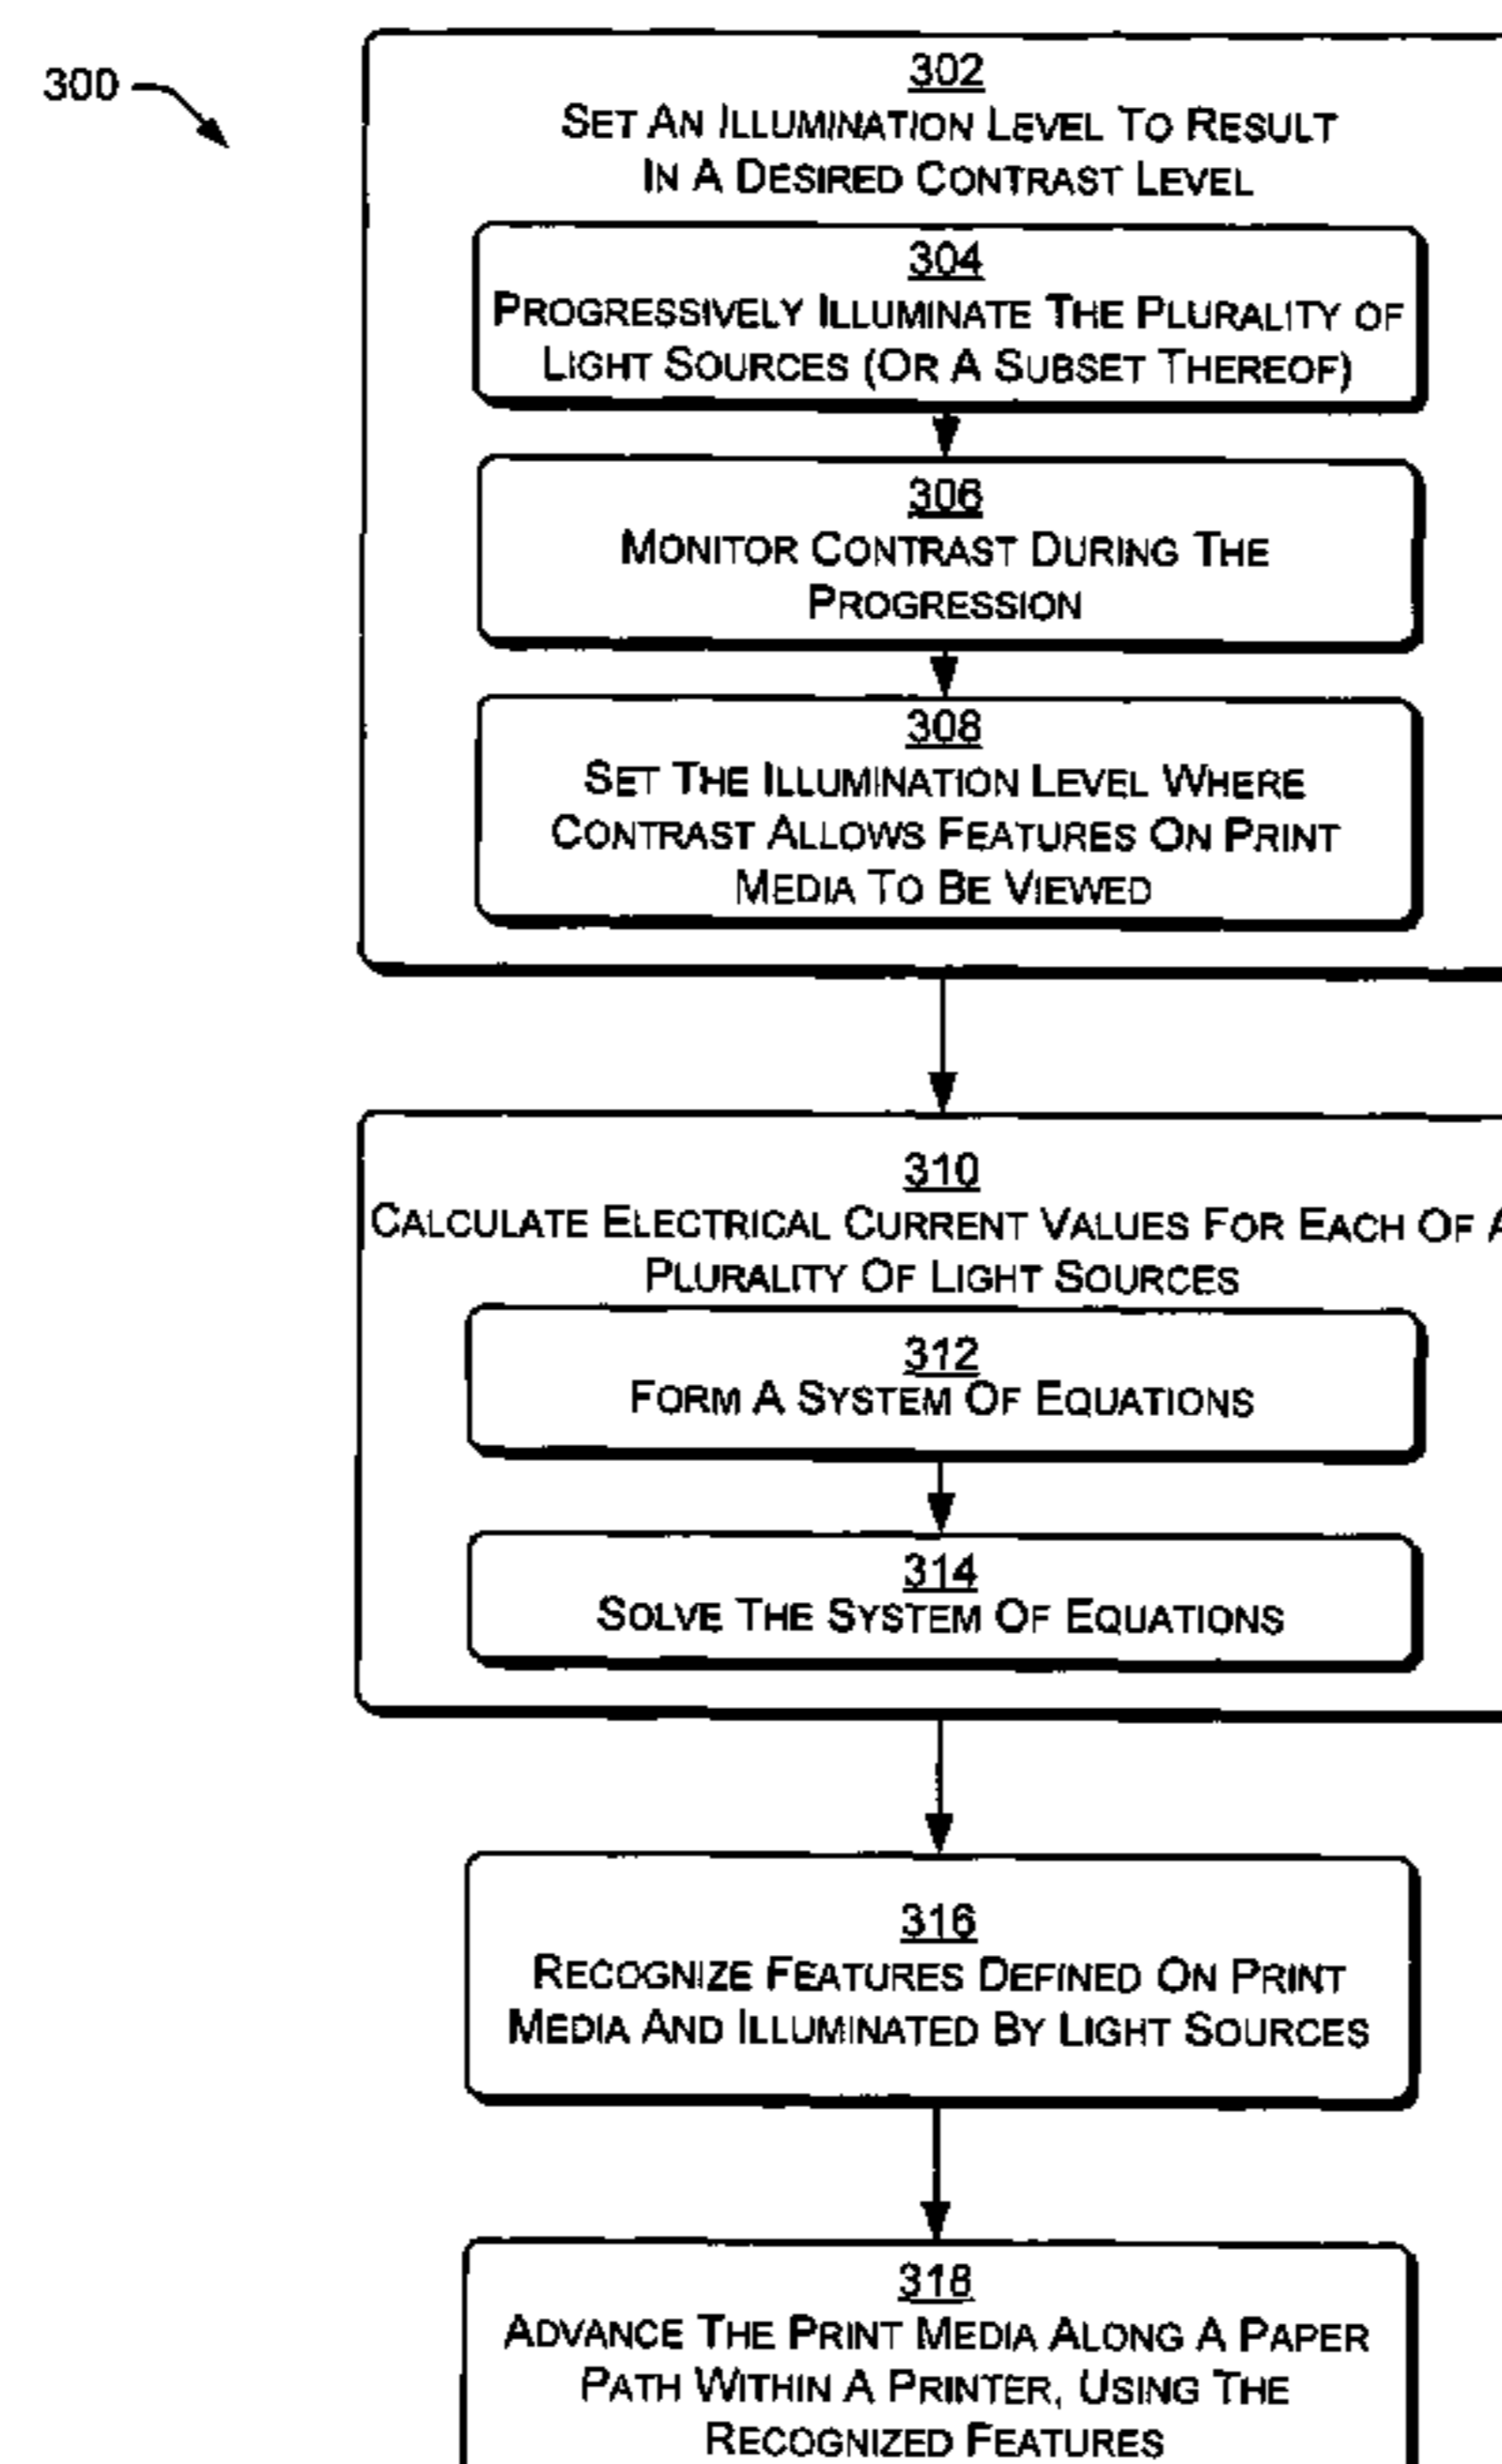 300
302
SET AN ILLUMINATION LEVEL TO RESULT
IN A DESIRED CONTRAST LEVEL
304
PROGRESSIVELY ILLUMINATE THE PLURALITY OF
LIGHT SOURCES (OR A SUBSET THEREOF)
306
MONITOR CONTRAST DURING THE
PROGRESSION
308
SET THE ILLUMINATION LEVEL WHERE
CONTRAST ALLOWS FEATURES ON PRINT
MEDIA TO BE VIEWED
310
CALCULATE ELECTRICAL CURRENT VALUES FOR EACH OF A
PLURALITY OF LIGHT SOURCES
312
FORM A SYSTEM OF EQUATIONS
314
SOLVE THE SYSTEM OF EQUATIONS
316
RECOGNIZE FEATURES DEFINED ON PRINT
MEDIA AND ILLUMINATED BY LIGHT SOURCES
318
ADVANCE THE PRINT MEDIA ALONG A PAPER
PATH WITHIN A PRINTER, USING THE
RECOGNIZED FEATURES